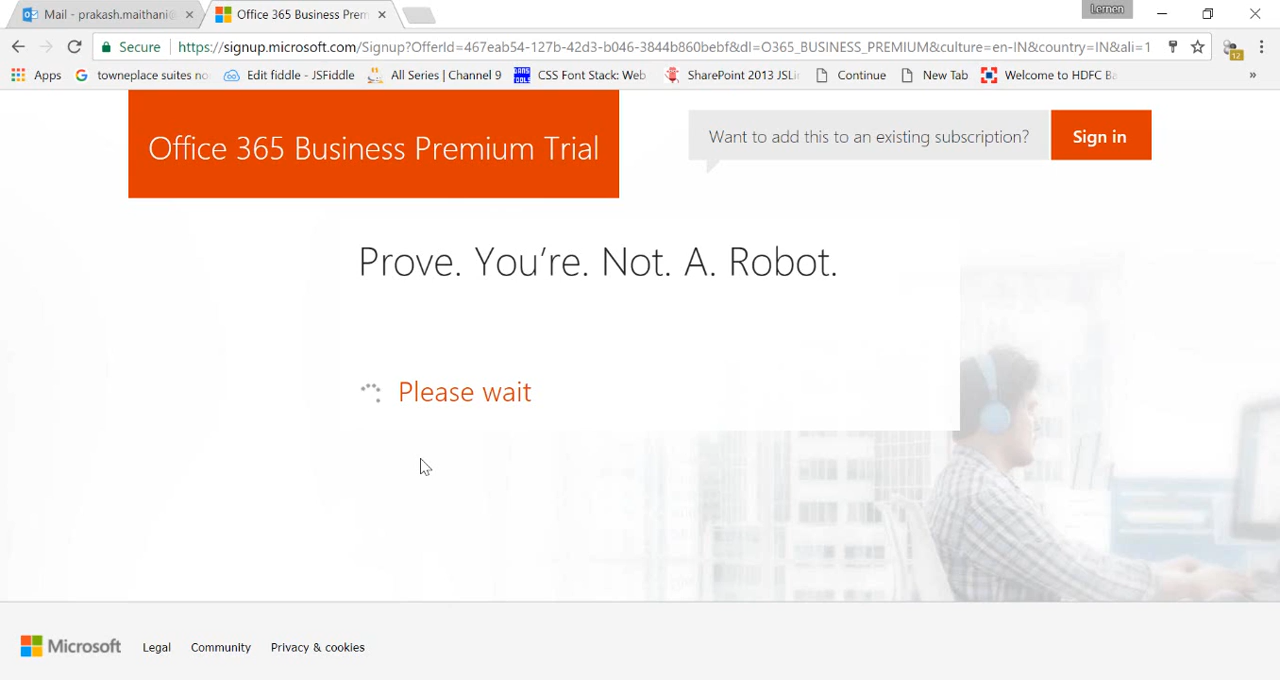 Mail - prakash.maithani@
Office 365 Business Prem
Lernen
Secure
https://signup.microsoft.com/Signup?OfferId=467eab54-127b-42d3-b046-3844b860bebf&dl=O365_BUSINESS_PREMIUM&culture=en-IN&country=IN&ali=1
Apps
towneplace suites no
Edit fiddle - JSFiddle
All Series | Channel 9
CSS Font Stack: Web
SharePoint 2013 JSLi
Continue
New Tab
Welcome to HDFC Ba
»
12
Office 365 Business Premium Trial
Want to add this to an existing subscription?
Sign in
Prove. You're. Not. A. Robot.
Please wait
Microsoft
Legal
Community
Privacy & cookies